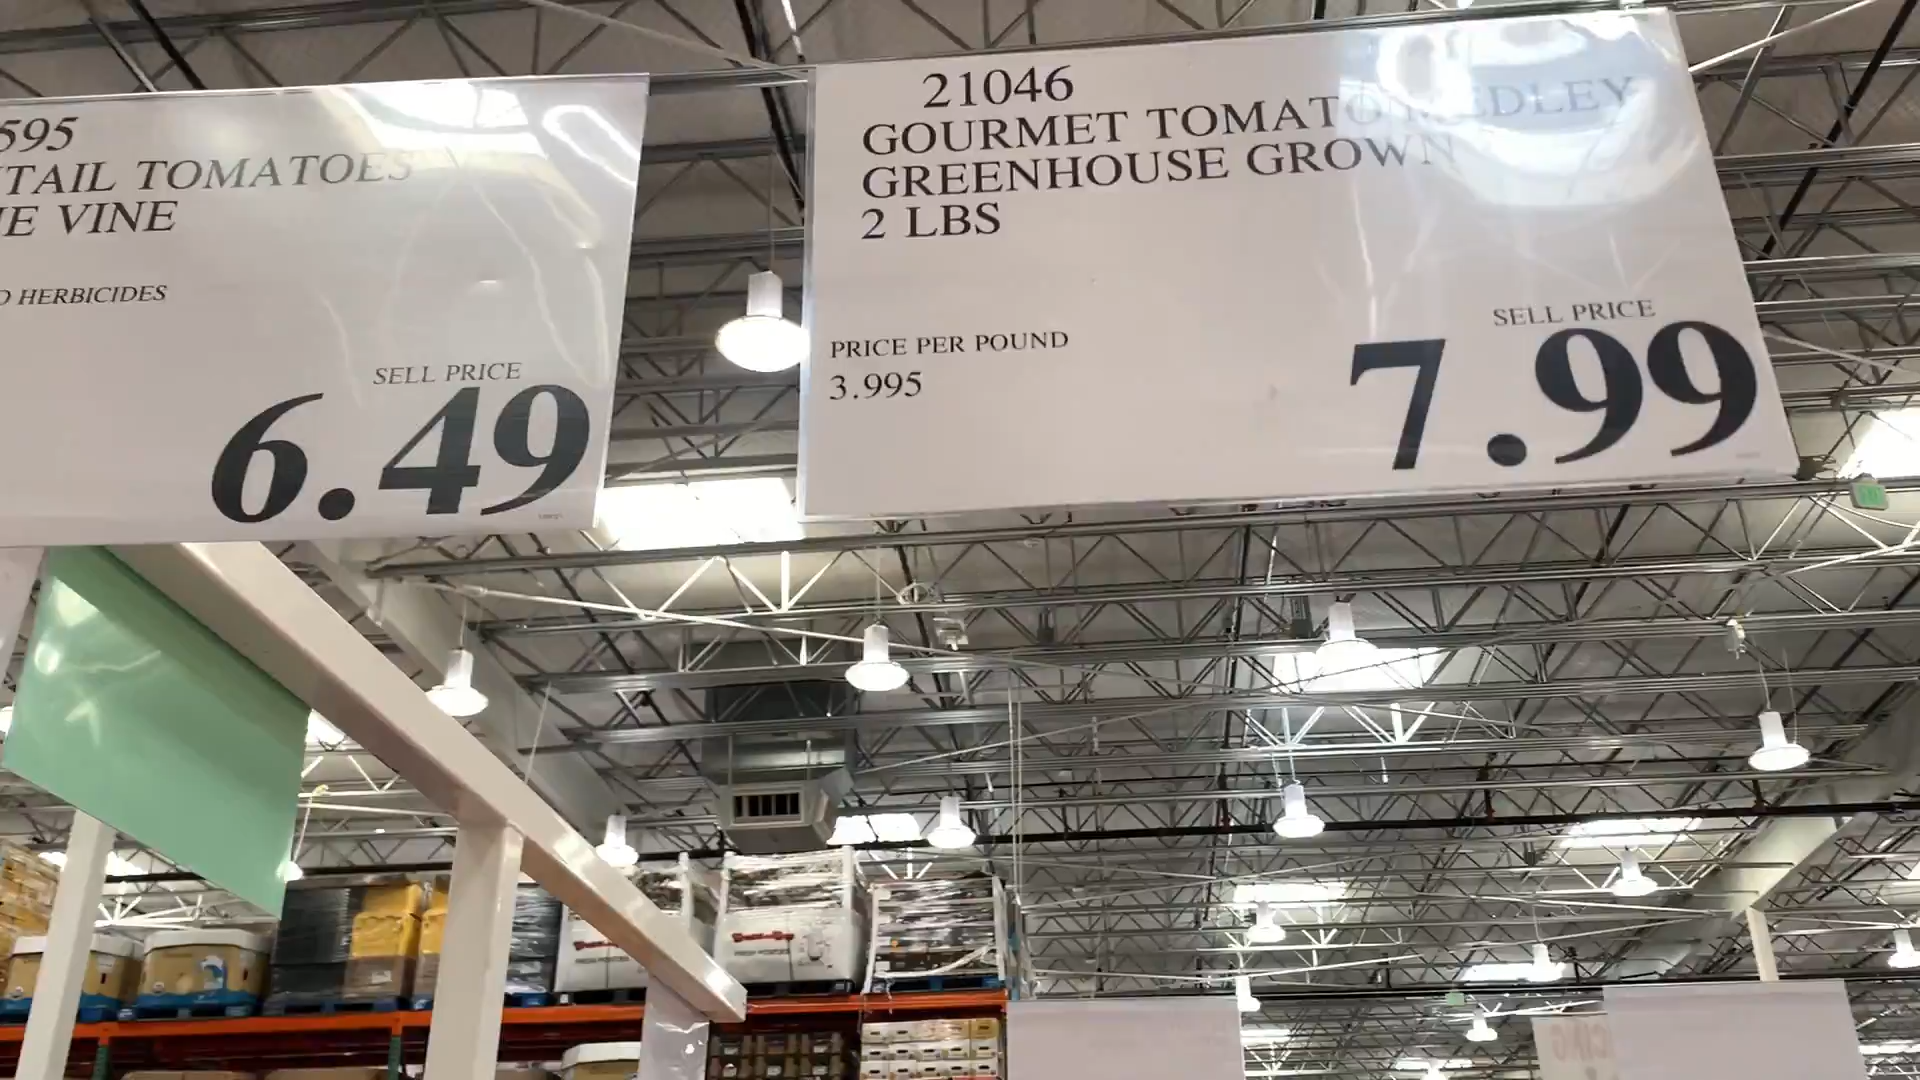 595
TAIL TOMATOES
E VINE
HERBICIDES
SELL PRICE
6.49
21046
GOURMET TOMATO MEDLEY
GREENHOUSE GROWN
2 LBS
PRICE PER POUND
3.995
SELL PRICE
7.99